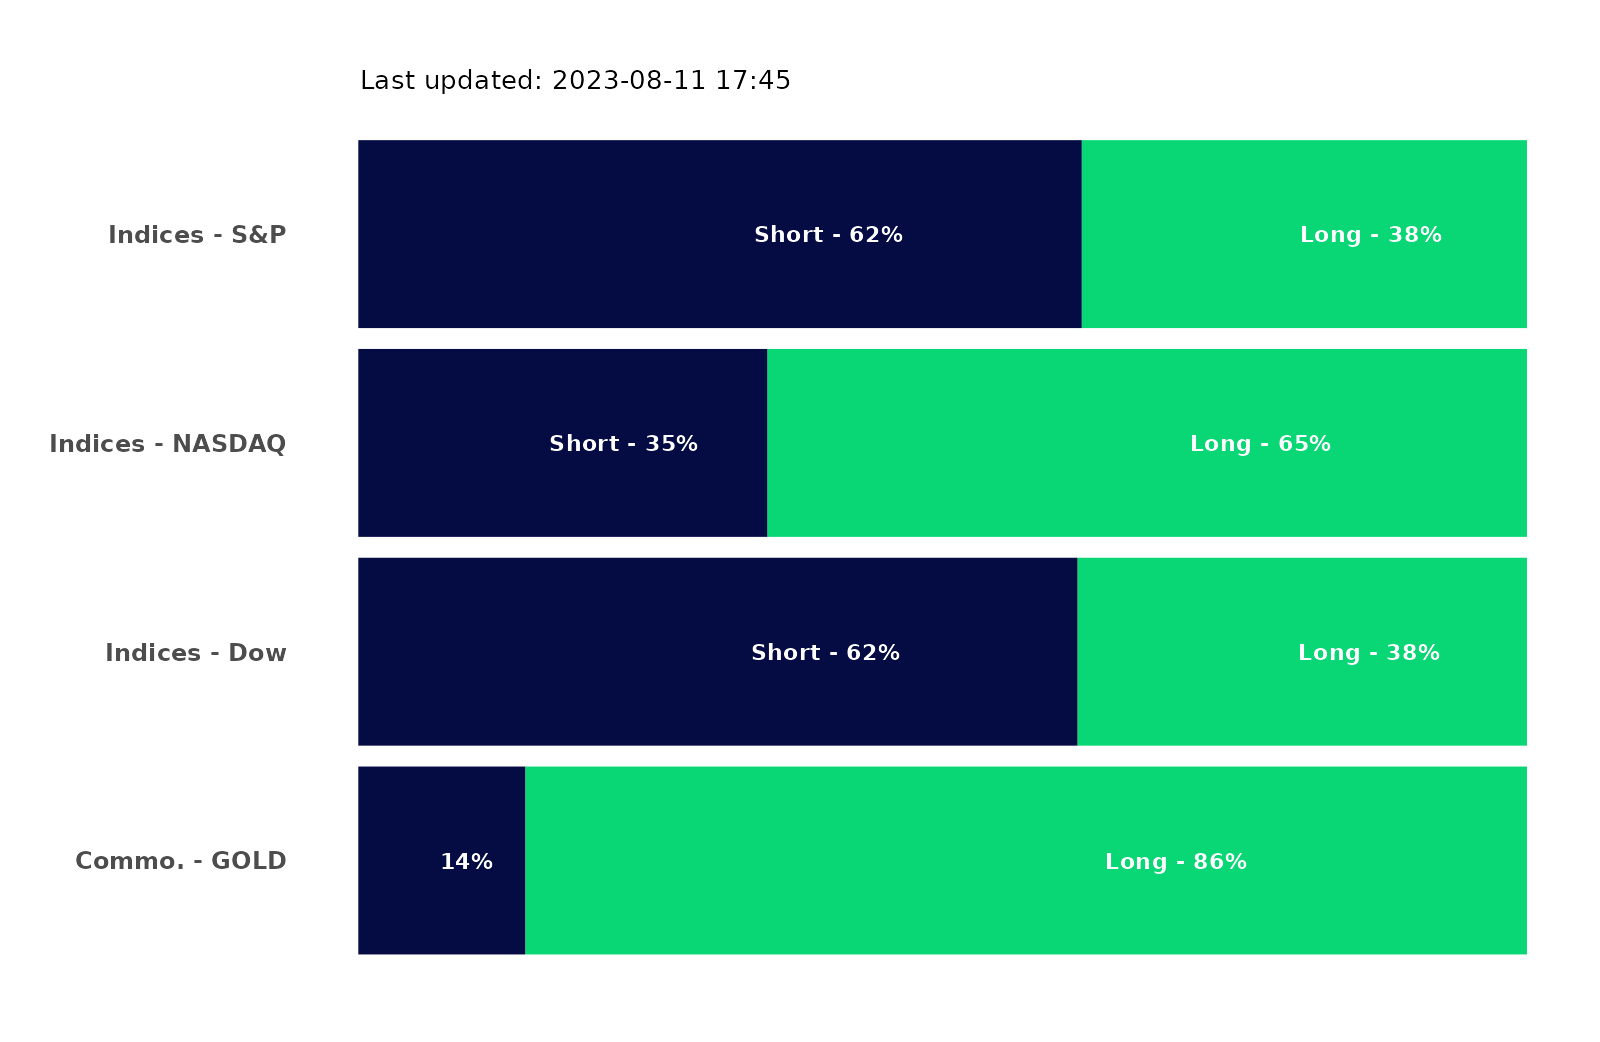 Last updated: 2023-08-11 17:45
Indices - S&P Short - 62% Long - 38%
Indices - NASDAQ Short - 35% Long - 65%
Indices - Dow Short - 62% Long - 38%
Commo. - GOLD 14% Long - 86%